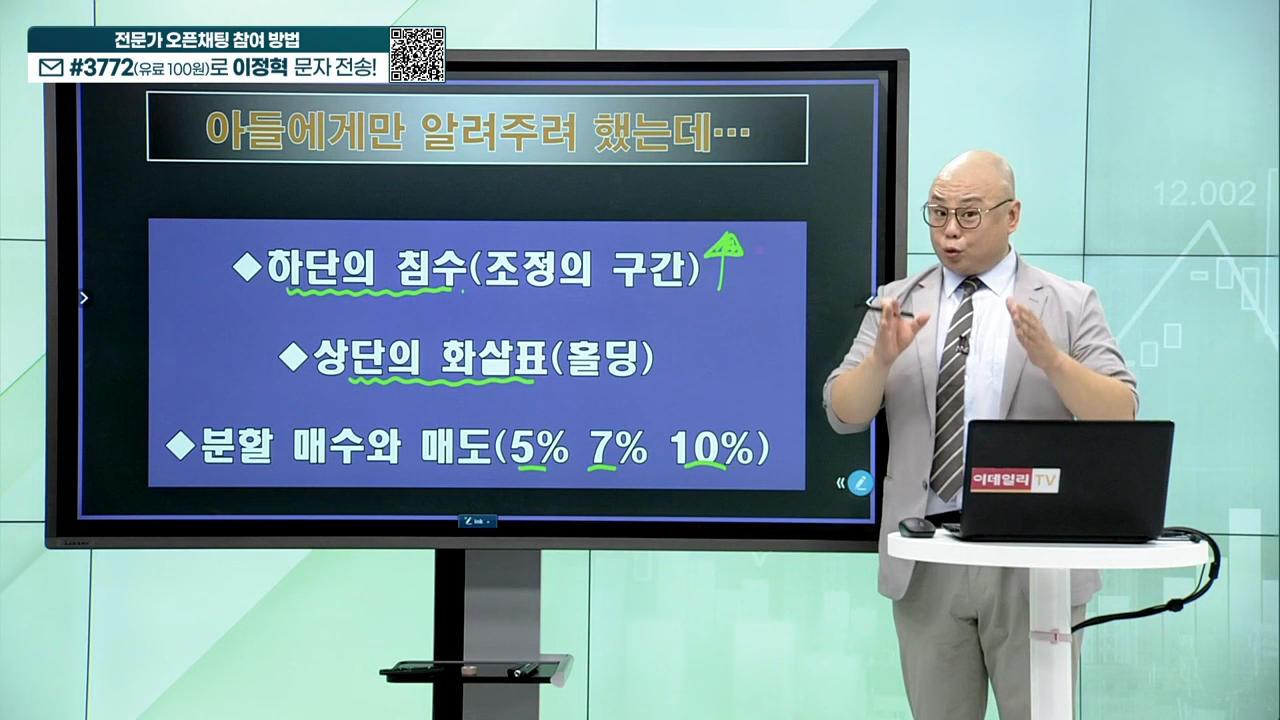 전문가 오픈채팅 참여 방법
#3772(유료 100원)로 이정혁 문자 전송!
아들에게만 알려주려 했는데…
◆하단의 침수(조정의 구간)
◆상단의 화살표(홀딩)
◆분할 매수와 매도(5% 7% 10%)
12.002
이데일리 TV
Ink